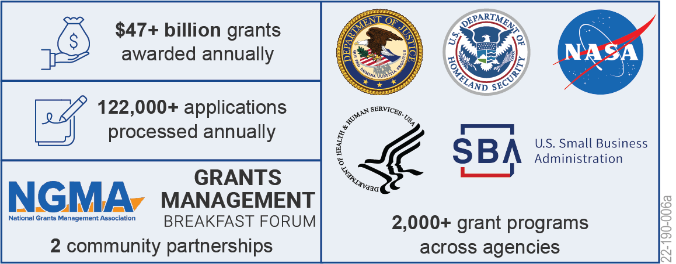 $47+ billion grants
awarded annually
122,000+ applications
processed annually
NGMA
National Grants Management Association
GRANTS
MANAGEMENT
BREAKFAST FORUM
2 community partnerships
DEPARTMENT OF JUSTICE
U.S. DEPARTMENT OF
HOMELAND SECURITY
NASA
DEPARTMENT OF HEALTH & HUMAN SERVICES • USA
SBA
U.S. Small Business
Administration
2,000+ grant programs
across agencies
22-190-006a